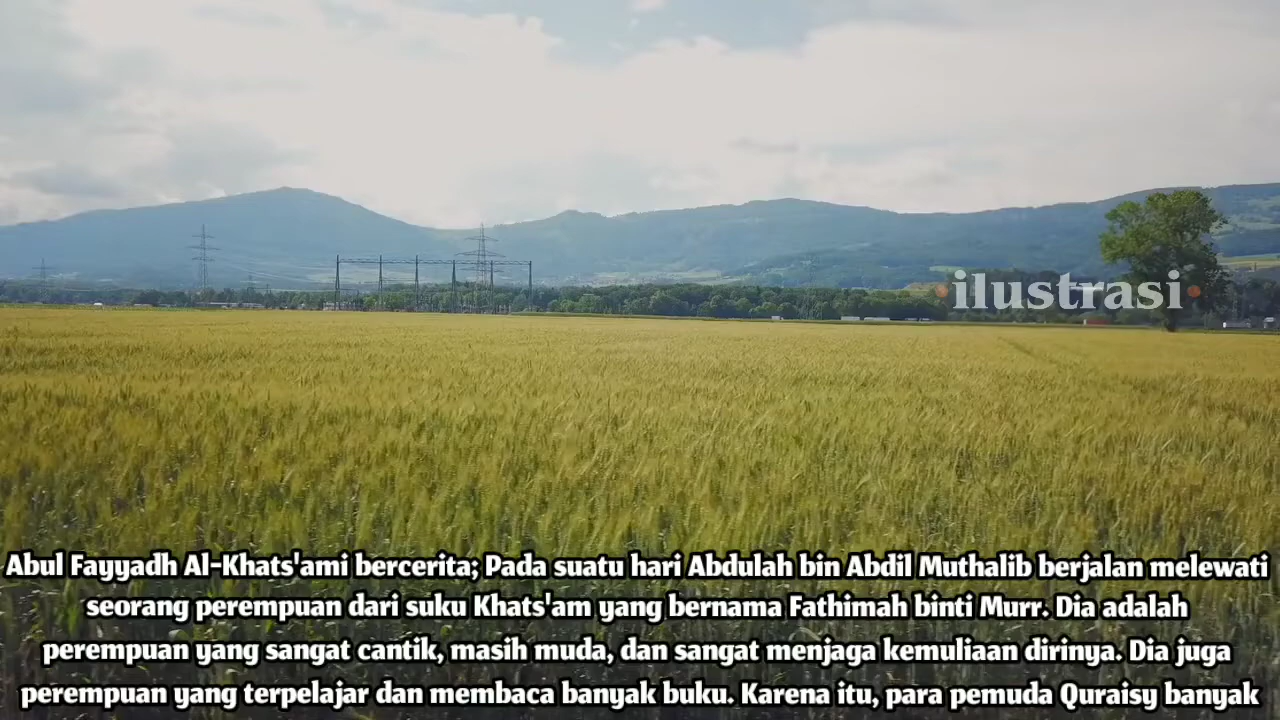 ilustrasi
Abul Fayyadh Al-Khats'ami bercerita; Pada suatu hari Abdulah bin Abdil Muthalib berjalan melewati
seorang perempuan dari suku Khats'am yang bernama Fathimah binti Murr. Dia adalah
perempuan yang sangat cantik, masih muda, dan sangat menjaga kemuliaan dirinya. Dia juga
perempuan yang terpelajar dan membaca banyak buku. Karena itu, para pemuda Quraisy banyak